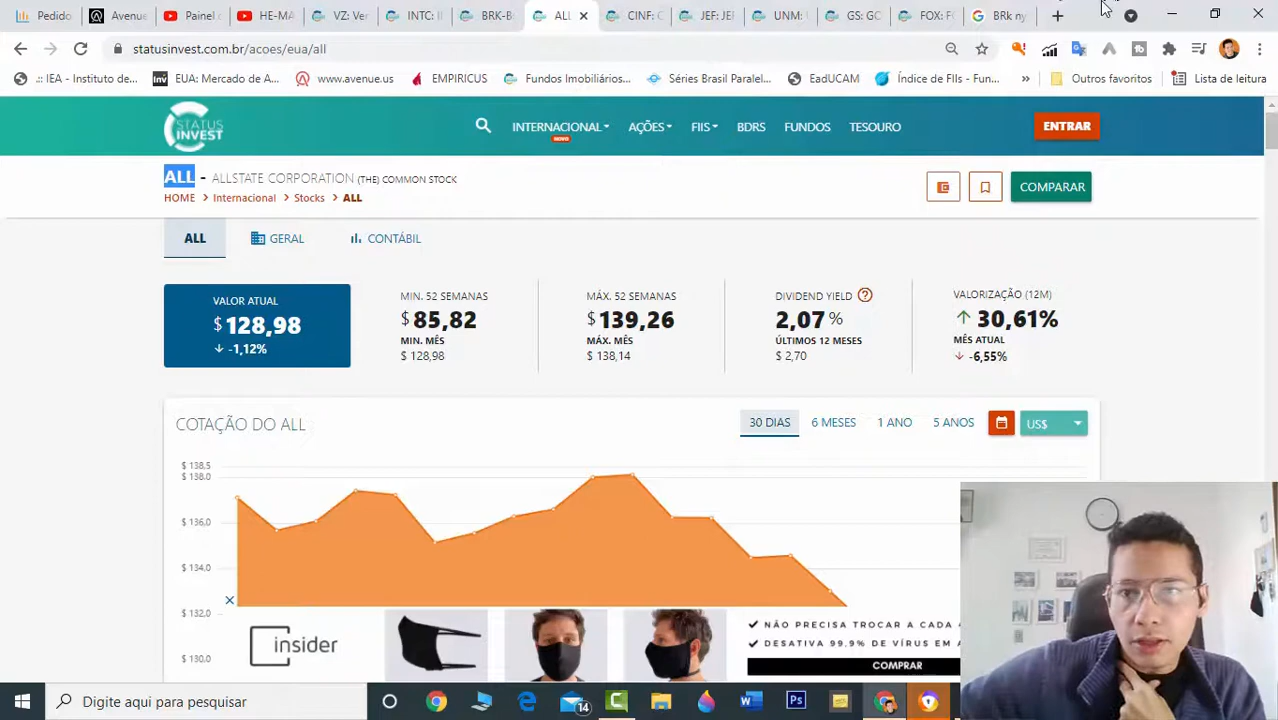 Pedido
Avenue
Painel d
HE-MA
VZ: Ver
INTC: I
BRK-B
ALL
CINF: C
JEF: JEF
UNM:
GS: GO
FOX: FO
BRk ny
statusinvest.com.br/acoes/eua/all
.:: IEA - Instituto de...
EUA: Mercado de A...
www.avenue.us
EMPIRICUS
Fundos Imobiliários...
Séries Brasil Paralel...
EadUCAM
Índice de FIIs - Fun...
»
Outros favoritos
Lista de leitura
STATUS INVEST
INTERNACIONAL
NOVO
AÇÕES
FIIS
BDRS
FUNDOS
TESOURO
ENTRAR
ALL - ALLSTATE CORPORATION (THE) COMMON STOCK
HOME > Internacional > Stocks > ALL
COMPARAR
ALL
GERAL
CONTÁBIL
VALOR ATUAL
$ 128,98
-1,12%
MIN. 52 SEMANAS
$ 85,82
MIN. MÊS
$ 128,98
MÁX. 52 SEMANAS
$ 139,26
MÁX. MÊS
$ 138,14
DIVIDEND YIELD ?
2,07 %
ÚLTIMOS 12 MESES
$ 2,70
VALORIZAÇÃO (12M)
30,61%
MÊS ATUAL
-6,55%
COTAÇÃO DO ALL
30 DIAS
6 MESES
1 ANO
5 ANOS
US$
$ 138.5
$ 138.0
$ 136.0
$ 134.0
$ 132.0
$ 130.0
insider
NÃO PRECISA TROCAR A CADA
DESATIVA 99.9% DE VÍRUS EM
COMPRAR
Digite aqui para pesquisar
14